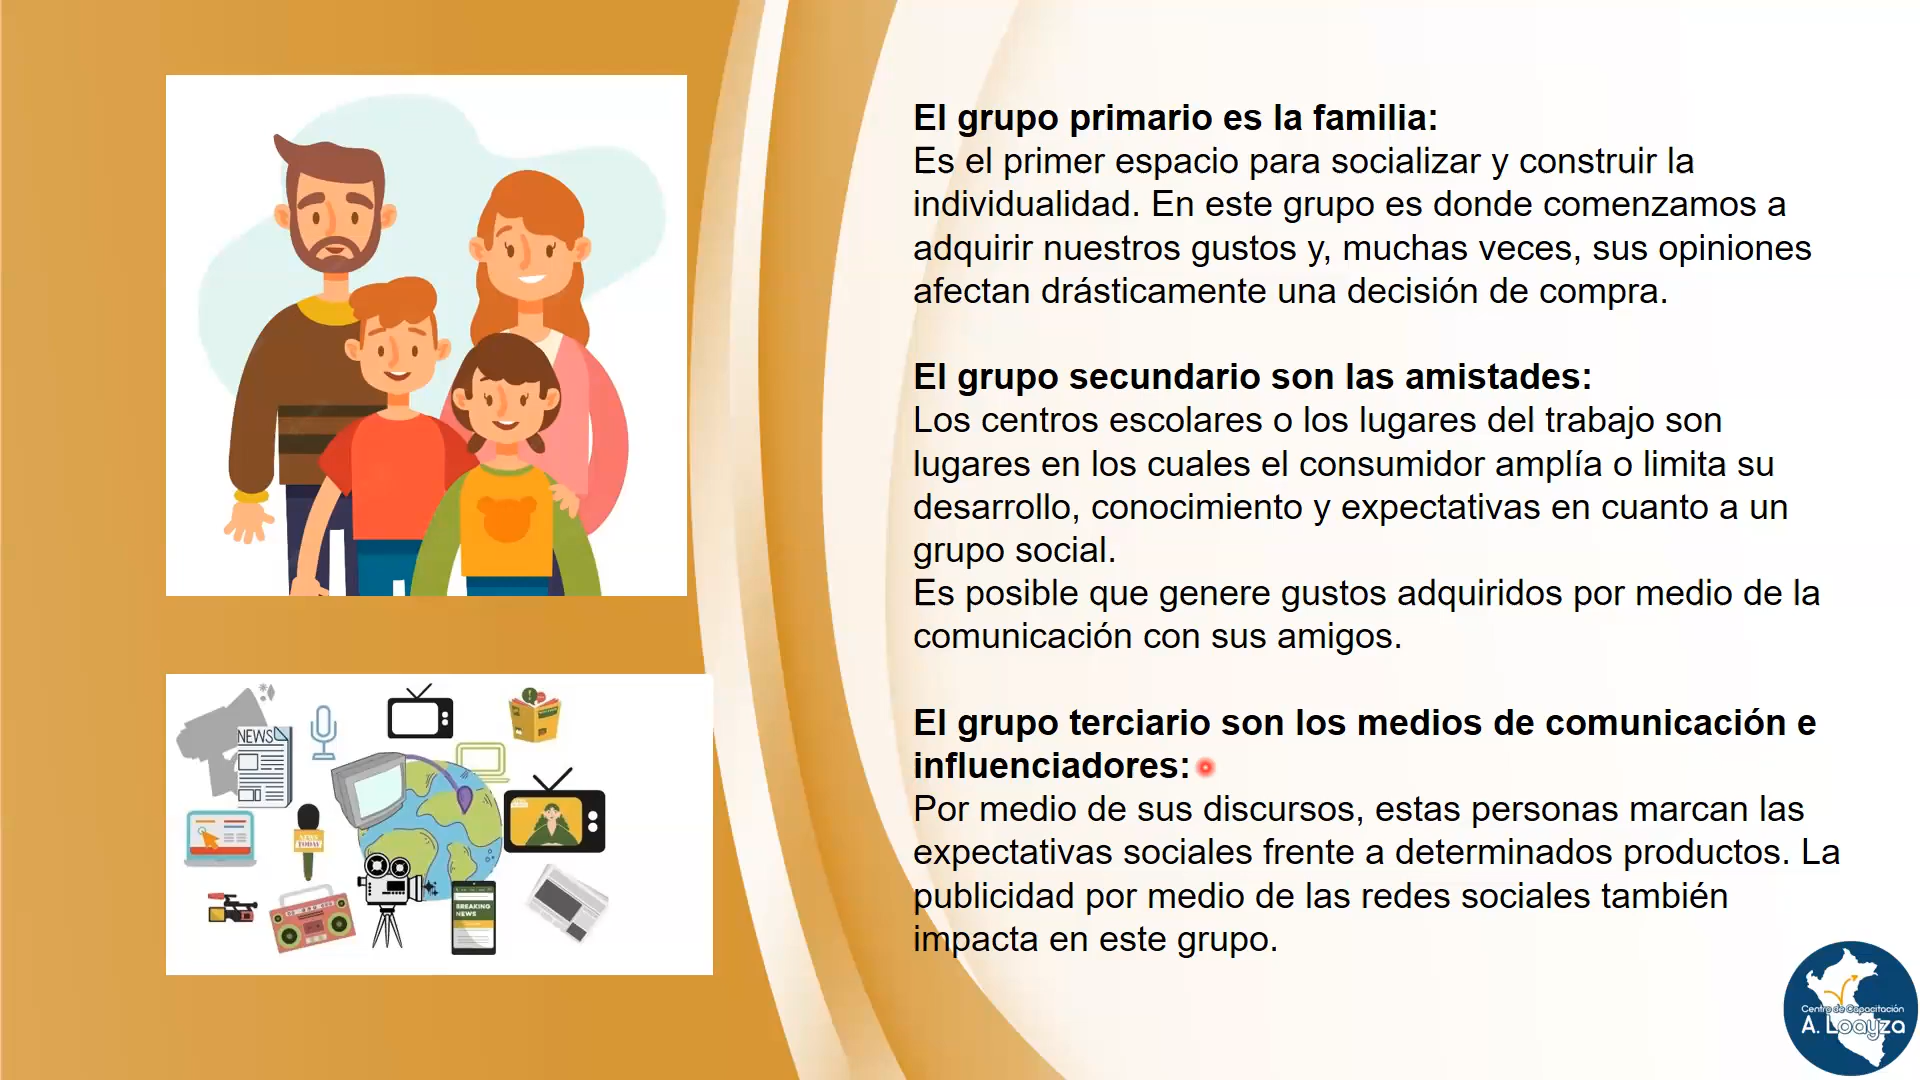 El grupo primario es la familia:
Es el primer espacio para socializar y construir la
individualidad. En este grupo es donde comenzamos a
adquirir nuestros gustos y, muchas veces, sus opiniones
afectan drásticamente una decisión de compra.
El grupo secundario son las amistades:
Los centros escolares o los lugares del trabajo son
lugares en los cuales el consumidor amplía o limita su
desarrollo, conocimiento y expectativas en cuanto a un
grupo social.
Es posible que genere gustos adquiridos por medio de la
comunicación con sus amigos.
El grupo terciario son los medios de comunicación e
influenciadores:
Por medio de sus discursos, estas personas marcan las
expectativas sociales frente a determinados productos. La
publicidad por medio de las redes sociales también
impacta en este grupo.
NEWS
NEWS
TODAY
BREAKING
NEWS
Centro de Capacitación
A. Loayza